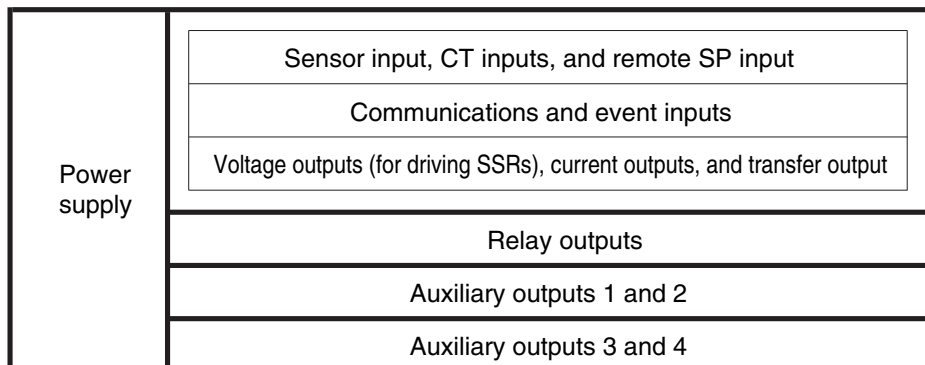 Power
supply
Sensor input, CT inputs, and remote SP input
Communications and event inputs
Voltage outputs (for driving SSRs), current outputs, and transfer output
Relay outputs
Auxiliary outputs 1 and 2
Auxiliary outputs 3 and 4